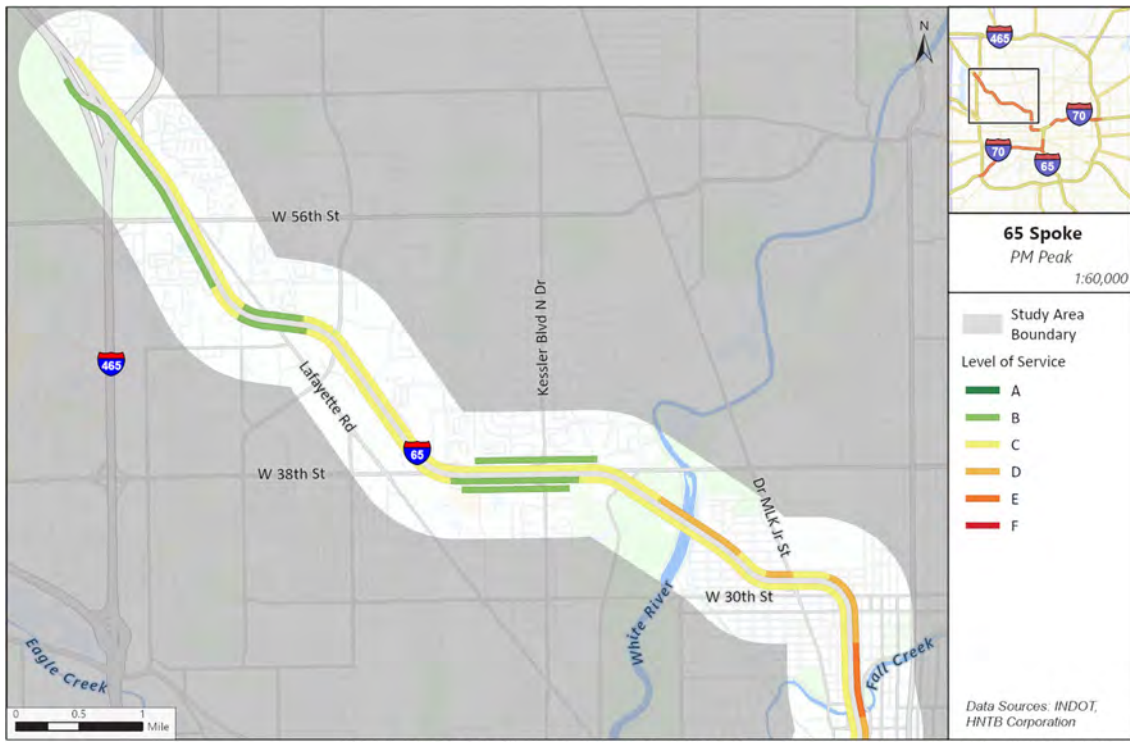 N
W 56th St
Kessler Blvd N Dr
465
Lafayette Rd
65
W 38th St
Dr MLK Jr St
W 30th St
White River
Fall Creek
Eagle Creek
0 0.5 1
Mile
465
70
70
65
65 Spoke
PM Peak
1:60,000
Study Area
Boundary
Level of Service
A
B
C
D
E
F
Data Sources: INDOT,
HNTB Corporation